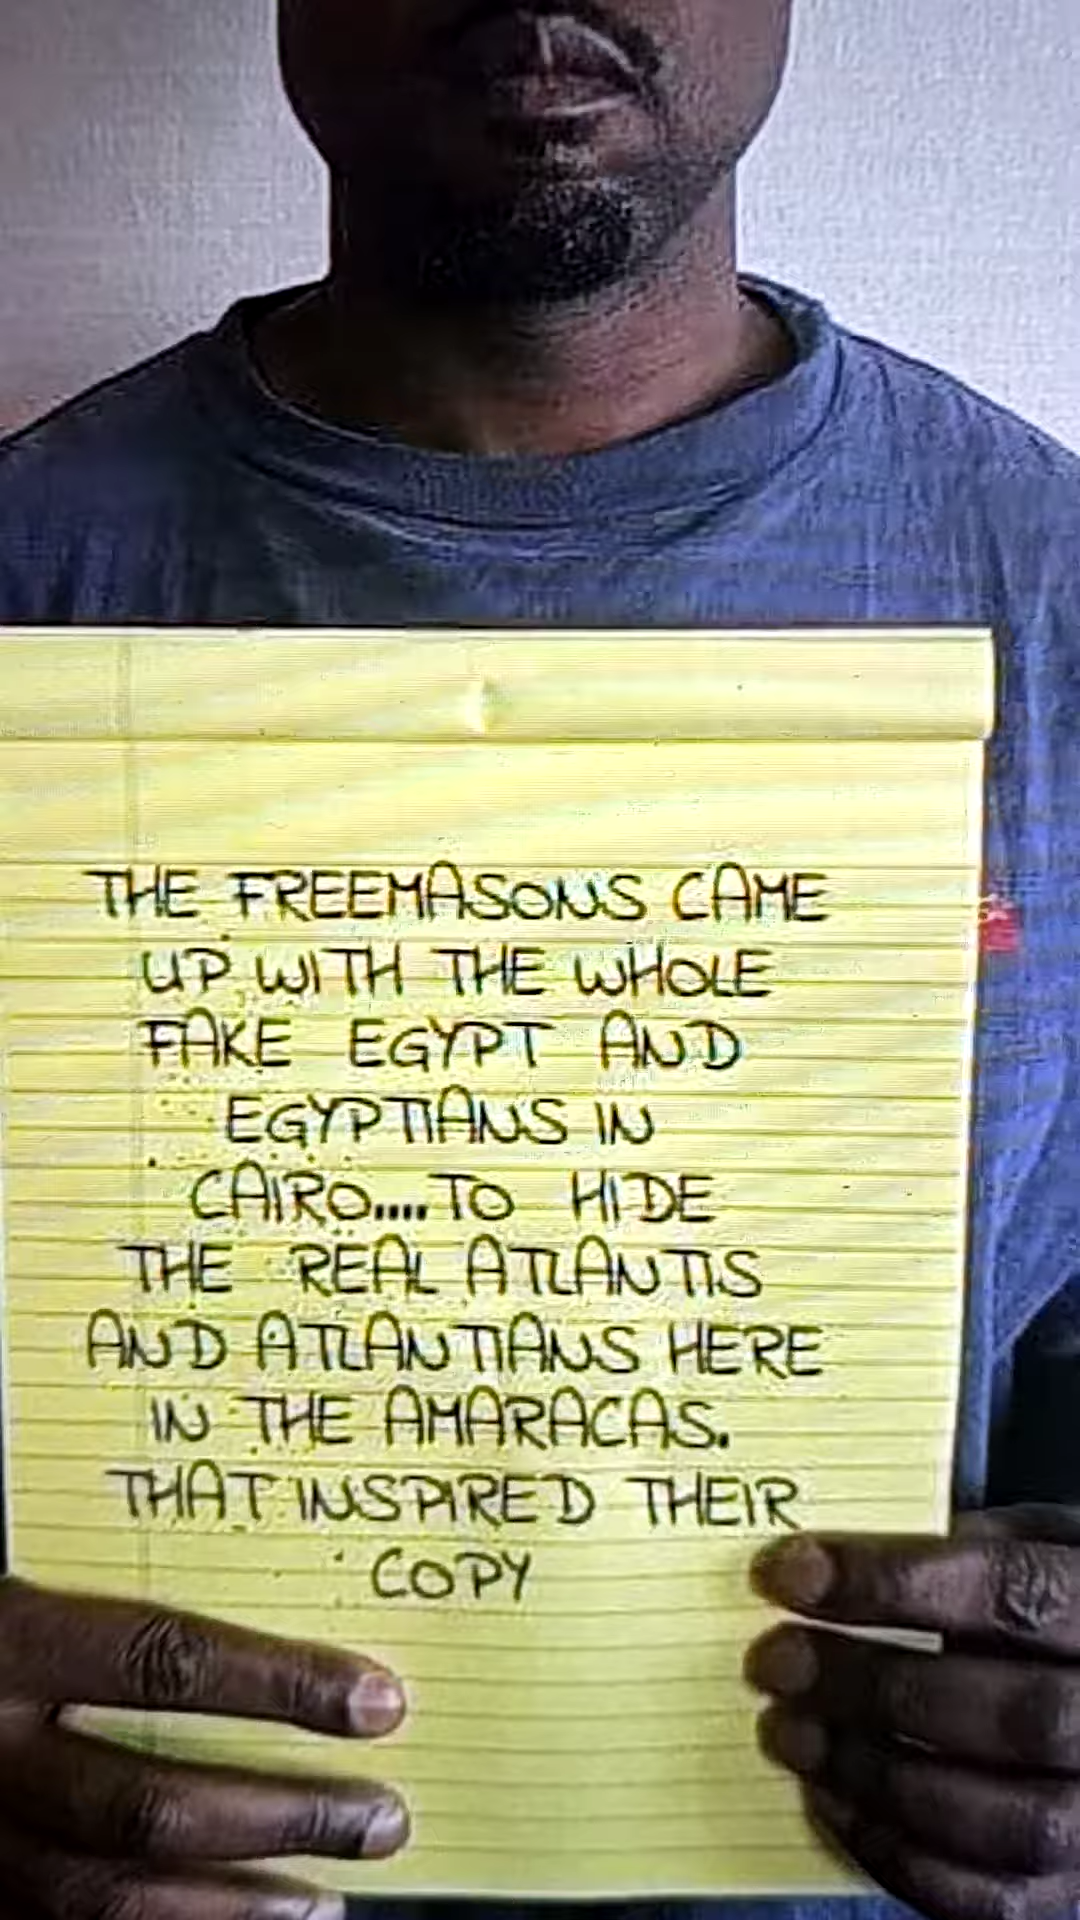 THE FREEMASONS CAME
UP WITH THE WHOLE
FAKE EGYPT AND
EGYPTIANS IN
CAIRO....TO HIDE
THE REAL ATLANTIS
AND ATLANTIANS HERE
IN THE AMARACAS.
THAT INSPIRED THEIR
COPY